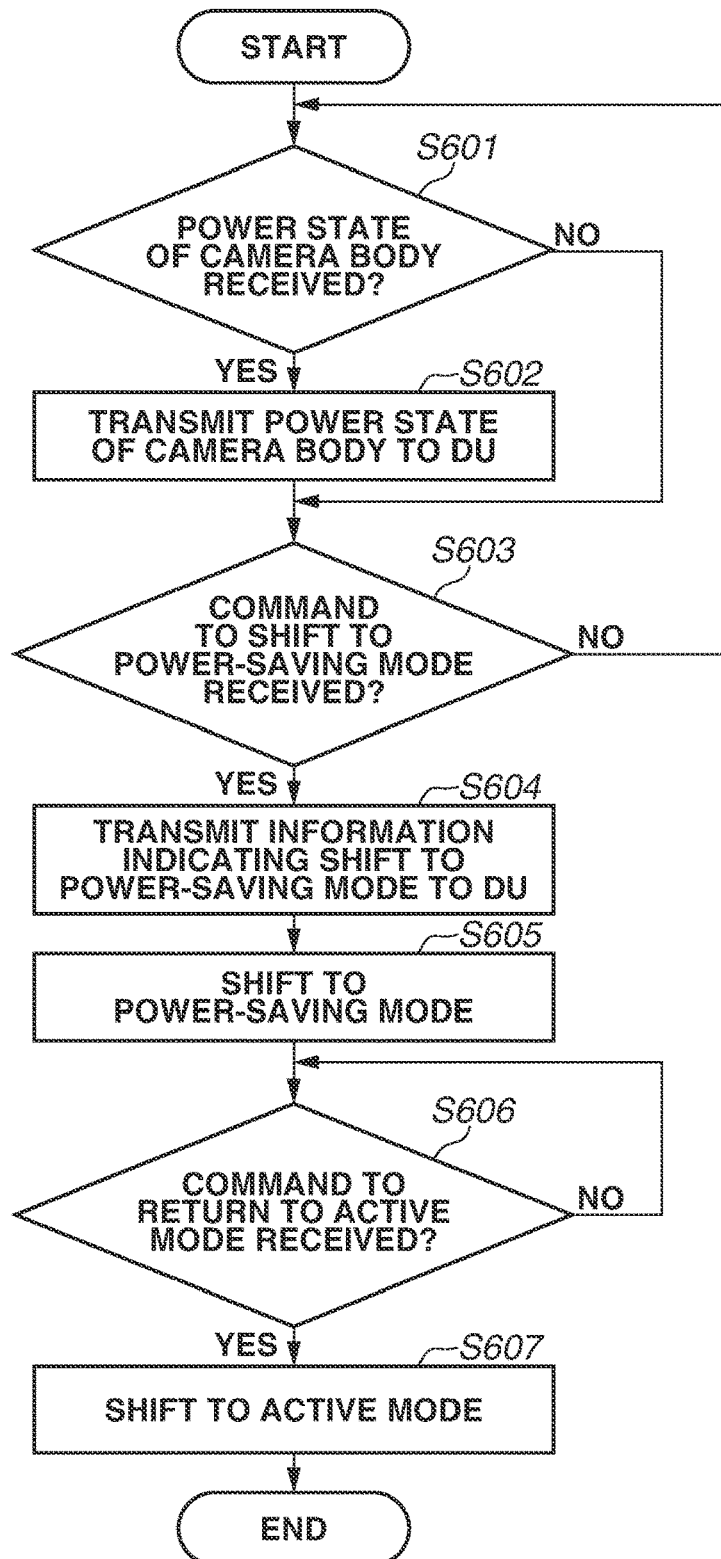 START
S601
POWER STATE
OF CAMERA BODY
RECEIVED?
NO
YES
S602
TRANSMIT POWER STATE
OF CAMERA BODY TO DU
S603
COMMAND
TO SHIFT TO
POWER-SAVING MODE
RECEIVED?
NO
YES
S604
TRANSMIT INFORMATION
INDICATING SHIFT TO
POWER-SAVING MODE TO DU
S605
SHIFT TO
POWER-SAVING MODE
S606
COMMAND TO
RETURN TO ACTIVE
MODE RECEIVED?
NO
YES
S607
SHIFT TO ACTIVE MODE
END